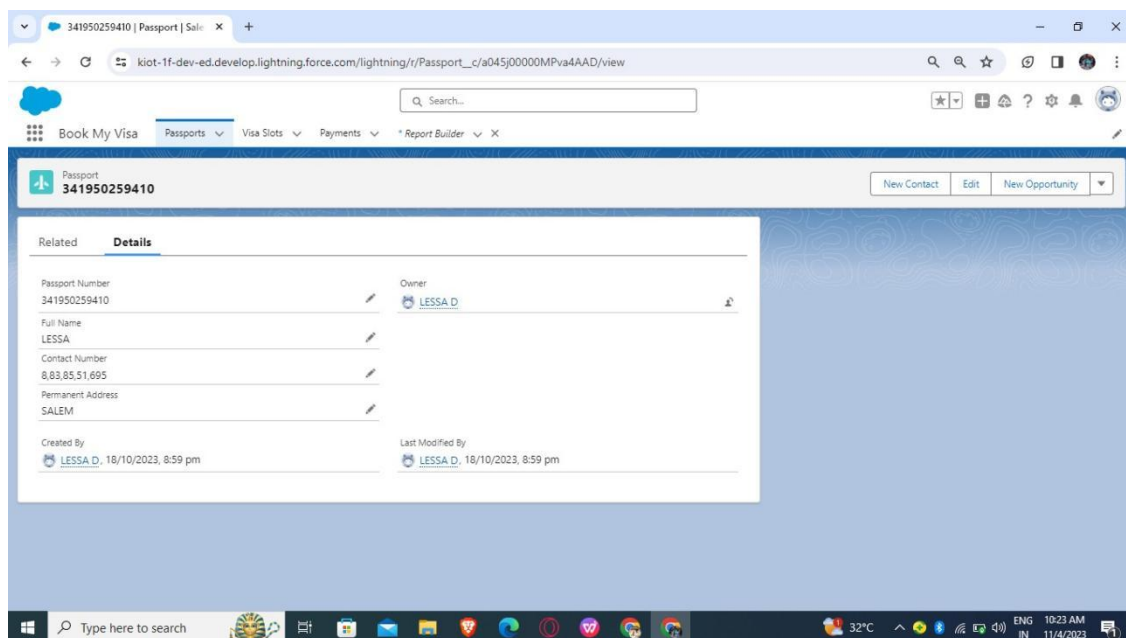 341950259410 | Passport | Sale
kiot-1f-dev-ed.develop.lightning.force.com/lightning/r/Passport__c/a045j00000MPva4AAD/view
Search...
Book My Visa Passports Visa Slots Payments * Report Builder
Passport
341950259410
New Contact Edit New Opportunity
Related Details
Passport Number Owner
341950259410 LESSA D
Full Name
LESSA
Contact Number
8,83,85,51,695
Permanent Address
SALEM
Created By Last Modified By
LESSA D, 18/10/2023, 8:59 pm LESSA D, 18/10/2023, 8:59 pm
Type here to search 32°C ENG 10:23 AM
IN 11/4/2023